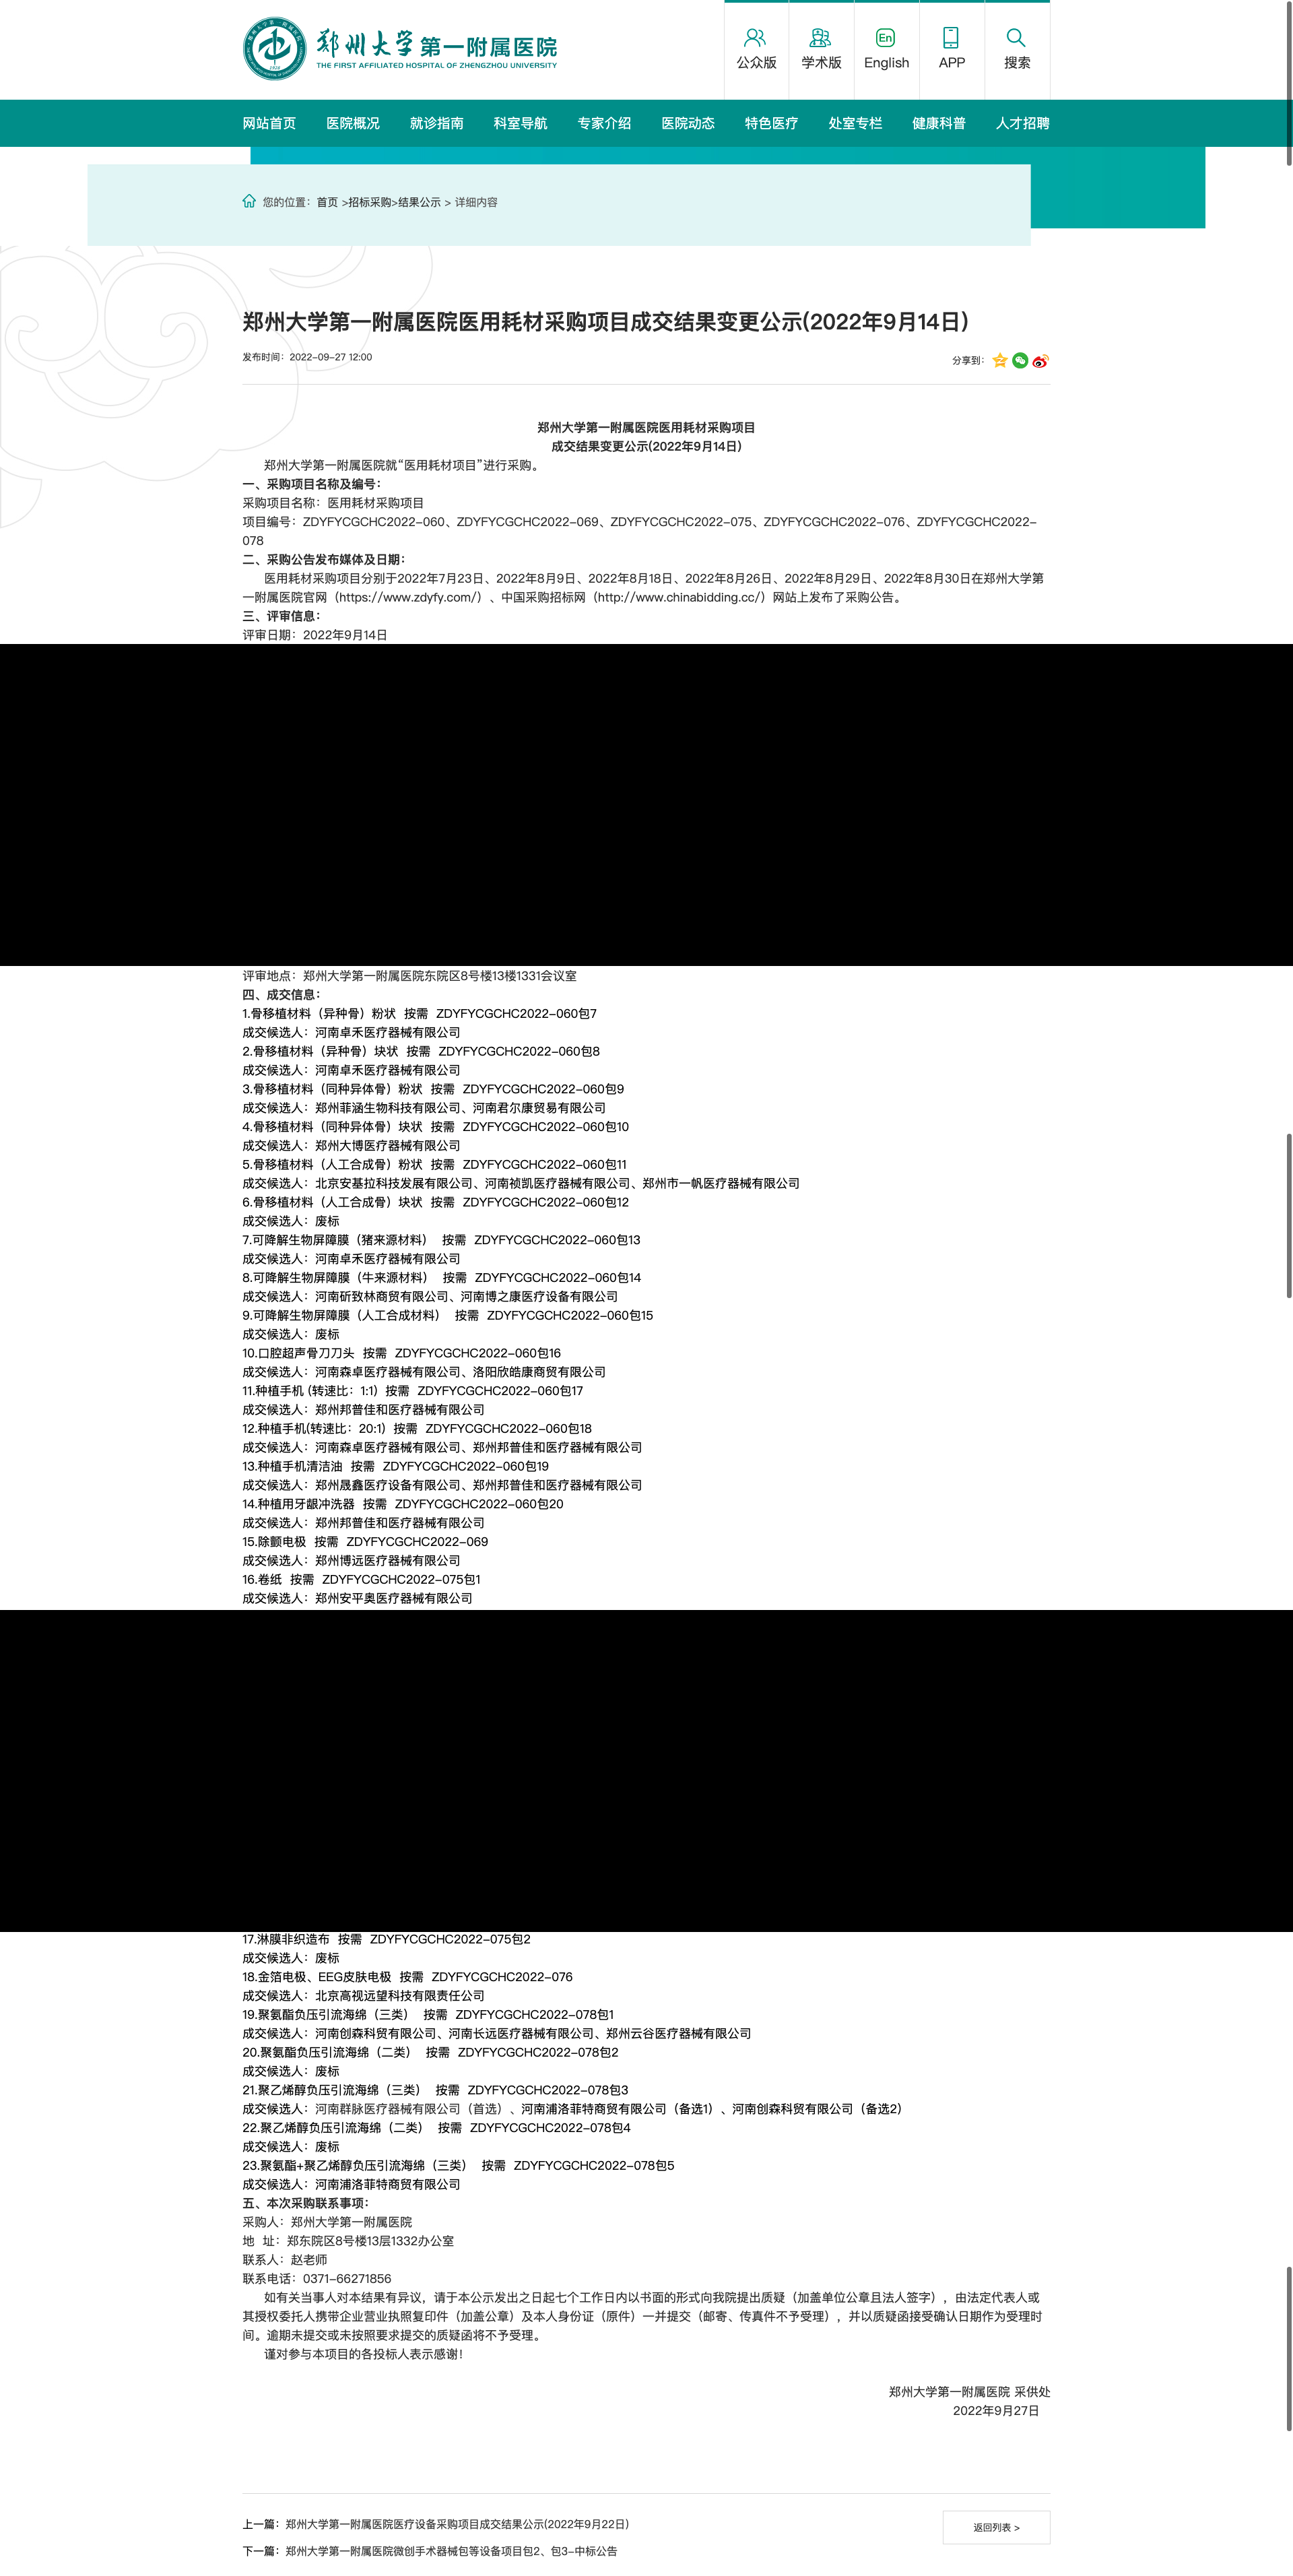 郑州大学第一附属医院
THE FIRST AFFILIATED HOSPITAL OF ZHENGZHOU UNIVERSITY
公众版
学术版
En
English
APP
搜索
网站首页 医院概况 就诊指南 科室导航 专家介绍 医院动态 特色医疗 处室专栏 健康科普 人才招聘
您的位置：首页 >招标采购>结果公示 > 详细内容
郑州大学第一附属医院医用耗材采购项目成交结果变更公示(2022年9月14日)
发布时间：2022-09-27 12:00
分享到：
郑州大学第一附属医院医用耗材采购项目
成交结果变更公示(2022年9月14日)
郑州大学第一附属医院就“医用耗材项目”进行采购。
一、采购项目名称及编号：
采购项目名称：医用耗材采购项目
项目编号：ZDYFYCGCHC2022-060、ZDYFYCGCHC2022-069、ZDYFYCGCHC2022-075、ZDYFYCGCHC2022-076、ZDYFYCGCHC2022-
078
二、采购公告发布媒体及日期：
医用耗材采购项目分别于2022年7月23日、2022年8月9日、2022年8月18日、2022年8月26日、2022年8月29日、2022年8月30日在郑州大学第
一附属医院官网（https://www.zdyfy.com/）、中国采购招标网（http://www.chinabidding.cc/）网站上发布了采购公告。
三、评审信息：
评审日期：2022年9月14日
评审地点：郑州大学第一附属医院东院区8号楼13楼1331会议室
四、成交信息：
1.骨移植材料（异种骨）粉状 按需 ZDYFYCGCHC2022-060包7
成交候选人：河南卓禾医疗器械有限公司
2.骨移植材料（异种骨）块状 按需 ZDYFYCGCHC2022-060包8
成交候选人：河南卓禾医疗器械有限公司
3.骨移植材料（同种异体骨）粉状 按需 ZDYFYCGCHC2022-060包9
成交候选人：郑州菲涵生物科技有限公司、河南君尔康贸易有限公司
4.骨移植材料（同种异体骨）块状 按需 ZDYFYCGCHC2022-060包10
成交候选人：郑州大博医疗器械有限公司
5.骨移植材料（人工合成骨）粉状 按需 ZDYFYCGCHC2022-060包11
成交候选人：北京安基拉科技发展有限公司、河南祯凯医疗器械有限公司、郑州市一帆医疗器械有限公司
6.骨移植材料（人工合成骨）块状 按需 ZDYFYCGCHC2022-060包12
成交候选人：废标
7.可降解生物屏障膜（猪来源材料） 按需 ZDYFYCGCHC2022-060包13
成交候选人：河南卓禾医疗器械有限公司
8.可降解生物屏障膜（牛来源材料） 按需 ZDYFYCGCHC2022-060包14
成交候选人：河南斫致林商贸有限公司、河南博之康医疗设备有限公司
9.可降解生物屏障膜（人工合成材料） 按需 ZDYFYCGCHC2022-060包15
成交候选人：废标
10.口腔超声骨刀刀头 按需 ZDYFYCGCHC2022-060包16
成交候选人：河南森卓医疗器械有限公司、洛阳欣皓康商贸有限公司
11.种植手机 (转速比：1:1) 按需 ZDYFYCGCHC2022-060包17
成交候选人：郑州邦普佳和医疗器械有限公司
12.种植手机(转速比：20:1) 按需 ZDYFYCGCHC2022-060包18
成交候选人：河南森卓医疗器械有限公司、郑州邦普佳和医疗器械有限公司
13.种植手机清洁油 按需 ZDYFYCGCHC2022-060包19
成交候选人：郑州晟鑫医疗设备有限公司、郑州邦普佳和医疗器械有限公司
14.种植用牙龈冲洗器 按需 ZDYFYCGCHC2022-060包20
成交候选人：郑州邦普佳和医疗器械有限公司
15.除颤电极 按需 ZDYFYCGCHC2022-069
成交候选人：郑州博远医疗器械有限公司
16.卷纸 按需 ZDYFYCGCHC2022-075包1
成交候选人：郑州安平奥医疗器械有限公司
17.淋膜非织造布 按需 ZDYFYCGCHC2022-075包2
成交候选人：废标
18.金箔电极、EEG皮肤电极 按需 ZDYFYCGCHC2022-076
成交候选人：北京高视远望科技有限责任公司
19.聚氨酯负压引流海绵（三类） 按需 ZDYFYCGCHC2022-078包1
成交候选人：河南创森科贸有限公司、河南长远医疗器械有限公司、郑州云谷医疗器械有限公司
20.聚氨酯负压引流海绵（二类） 按需 ZDYFYCGCHC2022-078包2
成交候选人：废标
21.聚乙烯醇负压引流海绵（三类） 按需 ZDYFYCGCHC2022-078包3
成交候选人：河南群脉医疗器械有限公司（首选）、河南浦洛菲特商贸有限公司（备选1）、河南创森科贸有限公司（备选2）
22.聚乙烯醇负压引流海绵（二类） 按需 ZDYFYCGCHC2022-078包4
成交候选人：废标
23.聚氨酯+聚乙烯醇负压引流海绵（三类） 按需 ZDYFYCGCHC2022-078包5
成交候选人：河南浦洛菲特商贸有限公司
五、本次采购联系事项：
采购人：郑州大学第一附属医院
地 址：郑东院区8号楼13层1332办公室
联系人：赵老师
联系电话：0371-66271856
如有关当事人对本结果有异议，请于本公示发出之日起七个工作日内以书面的形式向我院提出质疑（加盖单位公章且法人签字），由法定代表人或
其授权委托人携带企业营业执照复印件（加盖公章）及本人身份证（原件）一并提交（邮寄、传真件不予受理），并以质疑函接受确认日期作为受理时
间。逾期未提交或未按照要求提交的质疑函将不予受理。
谨对参与本项目的各投标人表示感谢！
郑州大学第一附属医院 采供处
2022年9月27日
上一篇：郑州大学第一附属医院医疗设备采购项目成交结果公示(2022年9月22日)
返回列表 >
下一篇：郑州大学第一附属医院微创手术器械包等设备项目包2、包3-中标公告